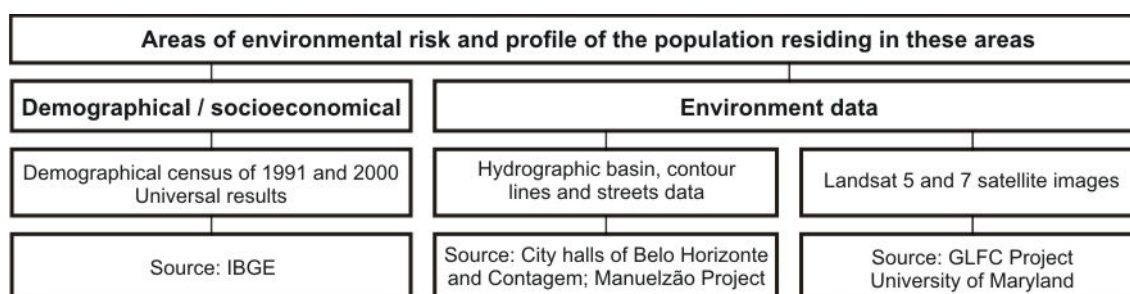 Areas of environmental risk and profile of the population residing in these areas
Demographical / socioeconomical
Environment data
Demographical census of 1991 and 2000
Universal results
Hydrographic basin, contour
lines and streets data
Landsat 5 and 7 satellite images
Source: IBGE
Source: City halls of Belo Horizonte
and Contagem; Manuelzão Project
Source: GLFC Project
University of Maryland